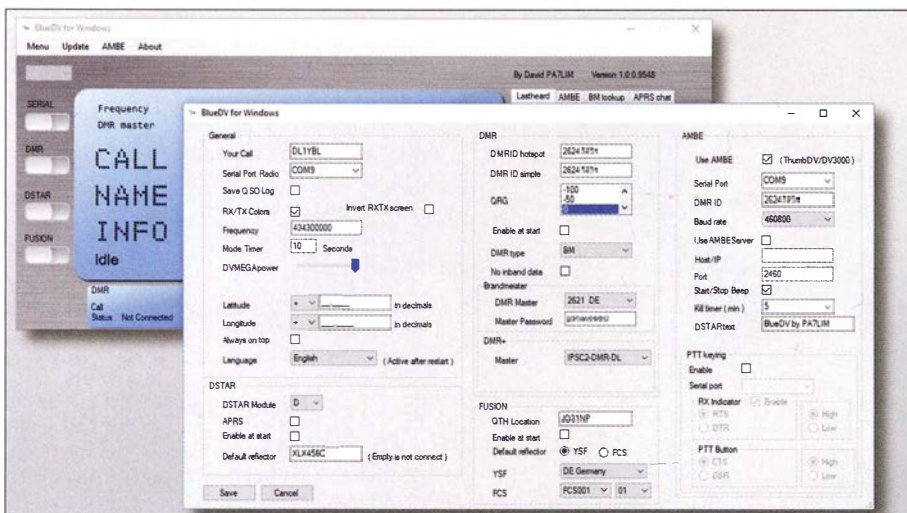 BlueDV for Windows
Menu Update AMBE About
By David PA7LIM Version 1.0.0.9548
Lastheard AMBE BM lookup APRS chat
SERIAL
DMR
DSTAR
FUSION
Frequency
DMR master
CALL
NAME
INFO
Idle
DMR
Call
Status Not Connected
BlueDV for Windows
General
Your Call DL1YBL
Serial Port Radio COM9
Save QSO Log
RX/TX Colors Invert RXTX screen
Frequency 434300000
Mode Timer 10 Seconds
DVMEGA power
Latitude + in decimals
Longitude + in decimals
Always on top
Language English (Active after restart)
DSTAR
DSTAR Module D
APRS
Enable at start
Default reflector XLX456C (Empty is not connect)
Save Cancel
DMR
DMRID hotspot
DMR ID simple
QRG -100
-50
0
Enable at start
DMR type BM
No inband data
Brandmeister
DMR Master 2621 DE
Master Password
DMR+
Master IPSC2-DMR-DL
FUSION
QTH Location JO31NP
Enable at start
Default reflector YSF FCS
YSF DE Germany
FCS FCS001 01
AMBE
Use AMBE (ThumbDV/DV3000)
Serial Port COM9
DMR ID
Baud rate 460800
Use AMBEServer
Host/IP
Port 2460
Start/Stop Beep
Kill timer (min) 5
DSTARtext BlueDV by PA7LIM
PTT keying
Enable
Serial port
RX Indicator Enable
RTS High
DTR Low
PTT Button
CTS High
DSR Low